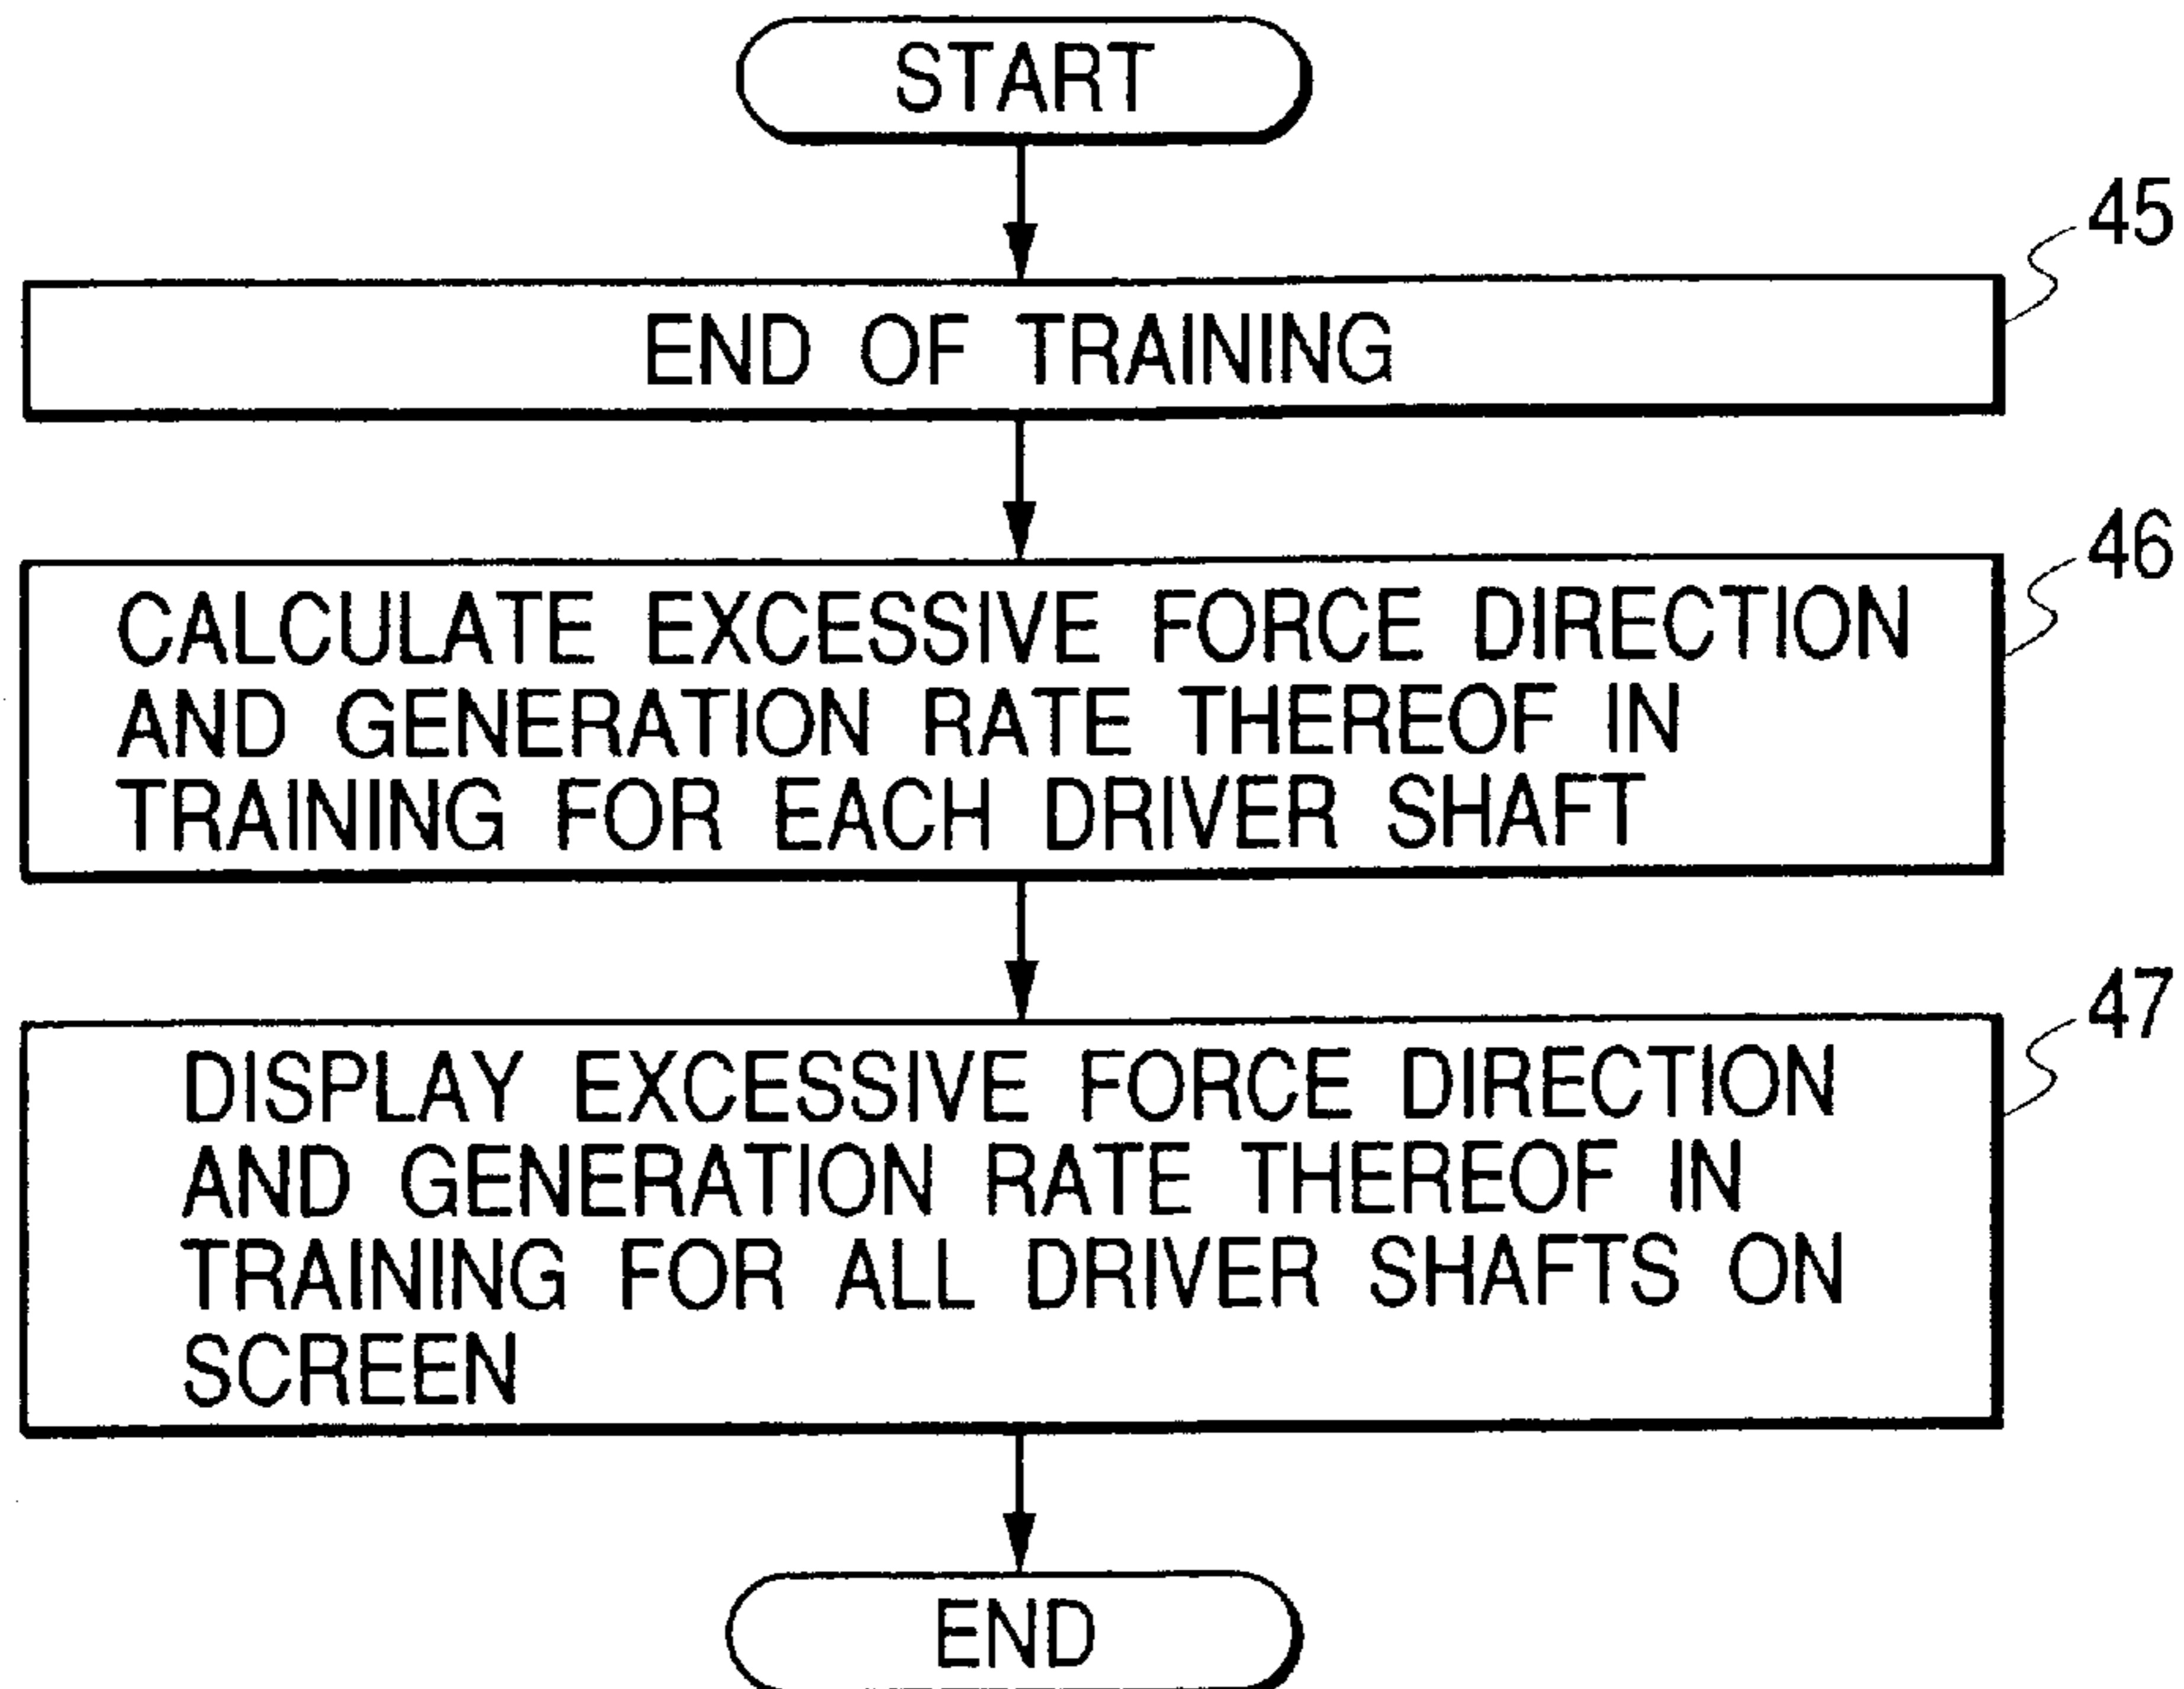 START
45
END OF TRAINING
46
CALCULATE EXCESSIVE FORCE DIRECTION
AND GENERATION RATE THEREOF IN
TRAINING FOR EACH DRIVER SHAFT
47
DISPLAY EXCESSIVE FORCE DIRECTION
AND GENERATION RATE THEREOF IN
TRAINING FOR ALL DRIVER SHAFTS ON
SCREEN
END